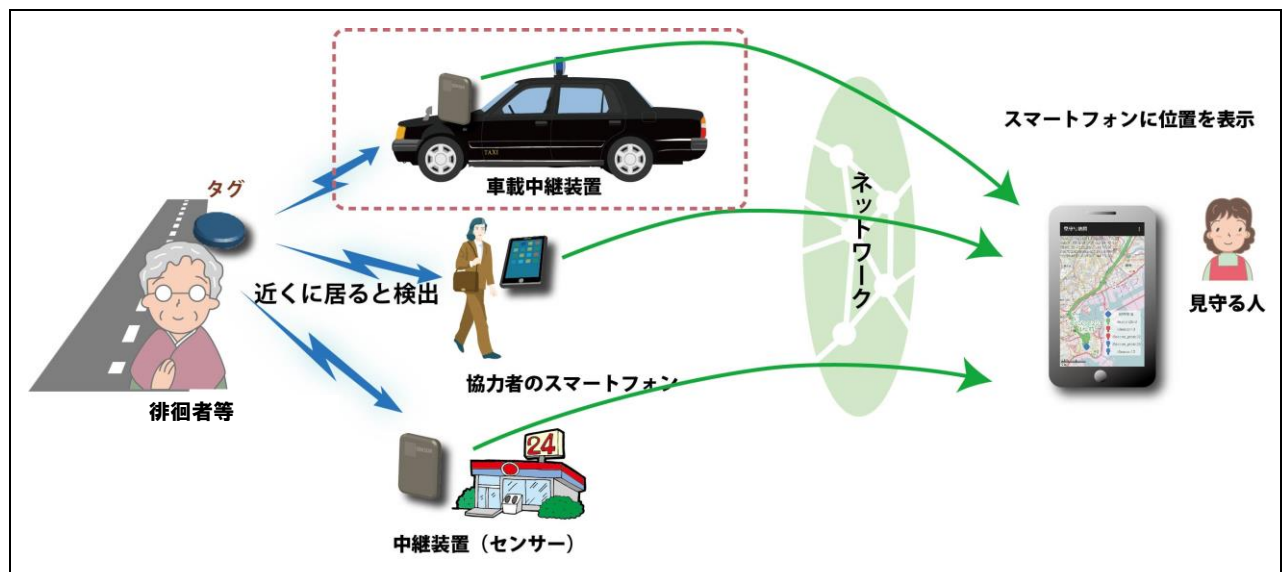 スマートフォンに位置を表示
TAXI
車載中継装置
タグ
ネットワーク
近くに居ると検出
見守る人
協力者のスマートフォン
徘徊者等
24
中継装置（センサー）